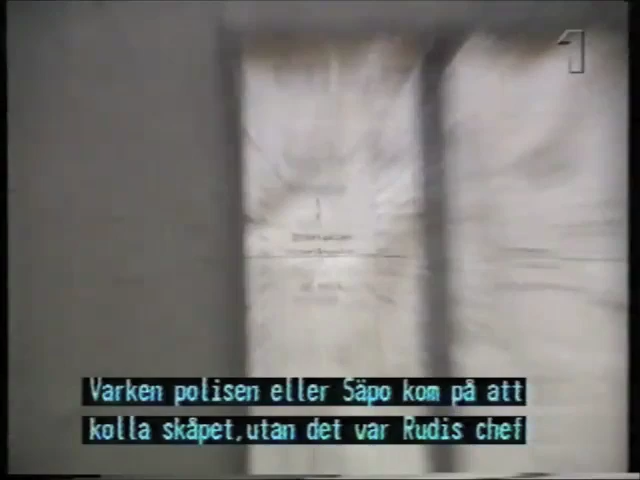 1
Varken polisen eller Säpo kom på att
kolla skåpet,utan det var Rudis chef